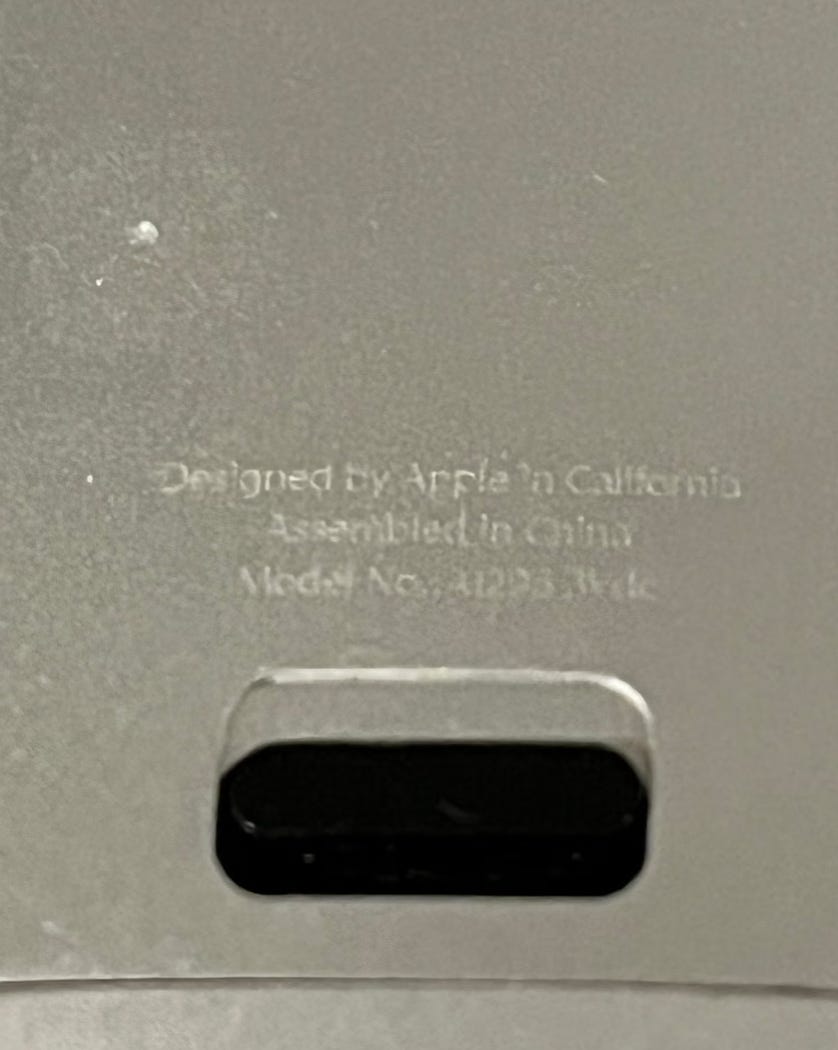 Designed by Apple in California
Assembled in China
Model No.: